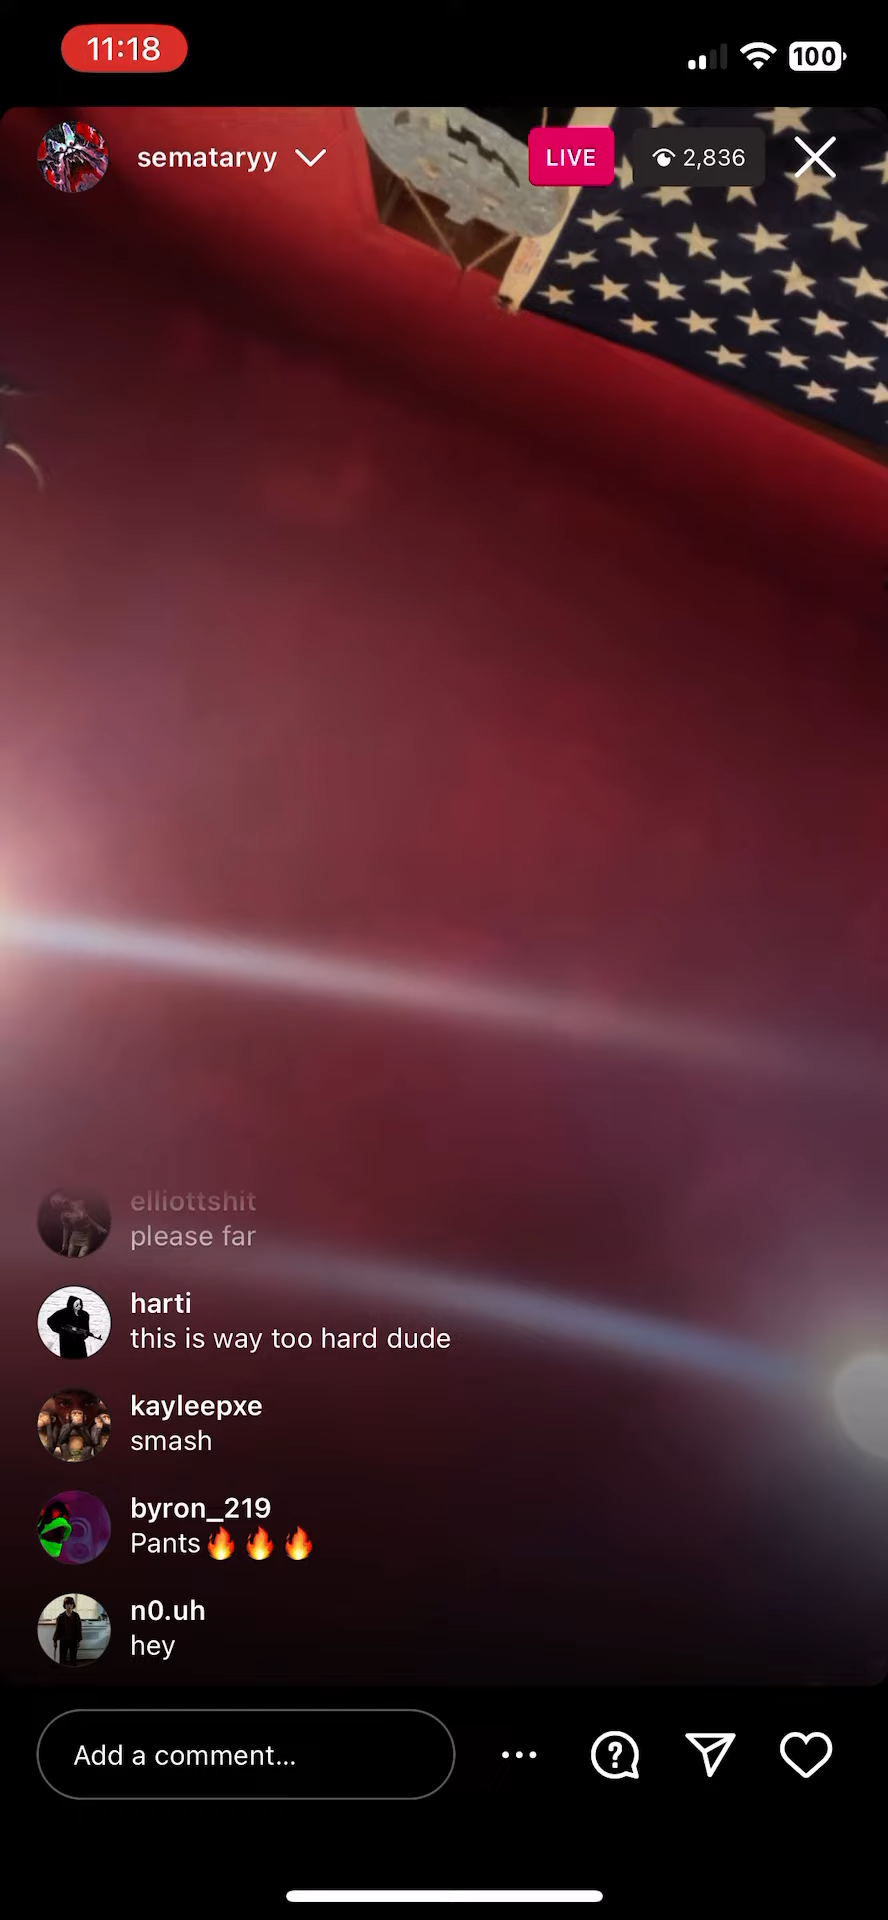 11:18
100
semataryy
LIVE
2,836
elliottshit
please far
harti
this is way too hard dude
kayleepxe
smash
byron_219
Pants🔥🔥🔥
n0.uh
hey
Add a comment...